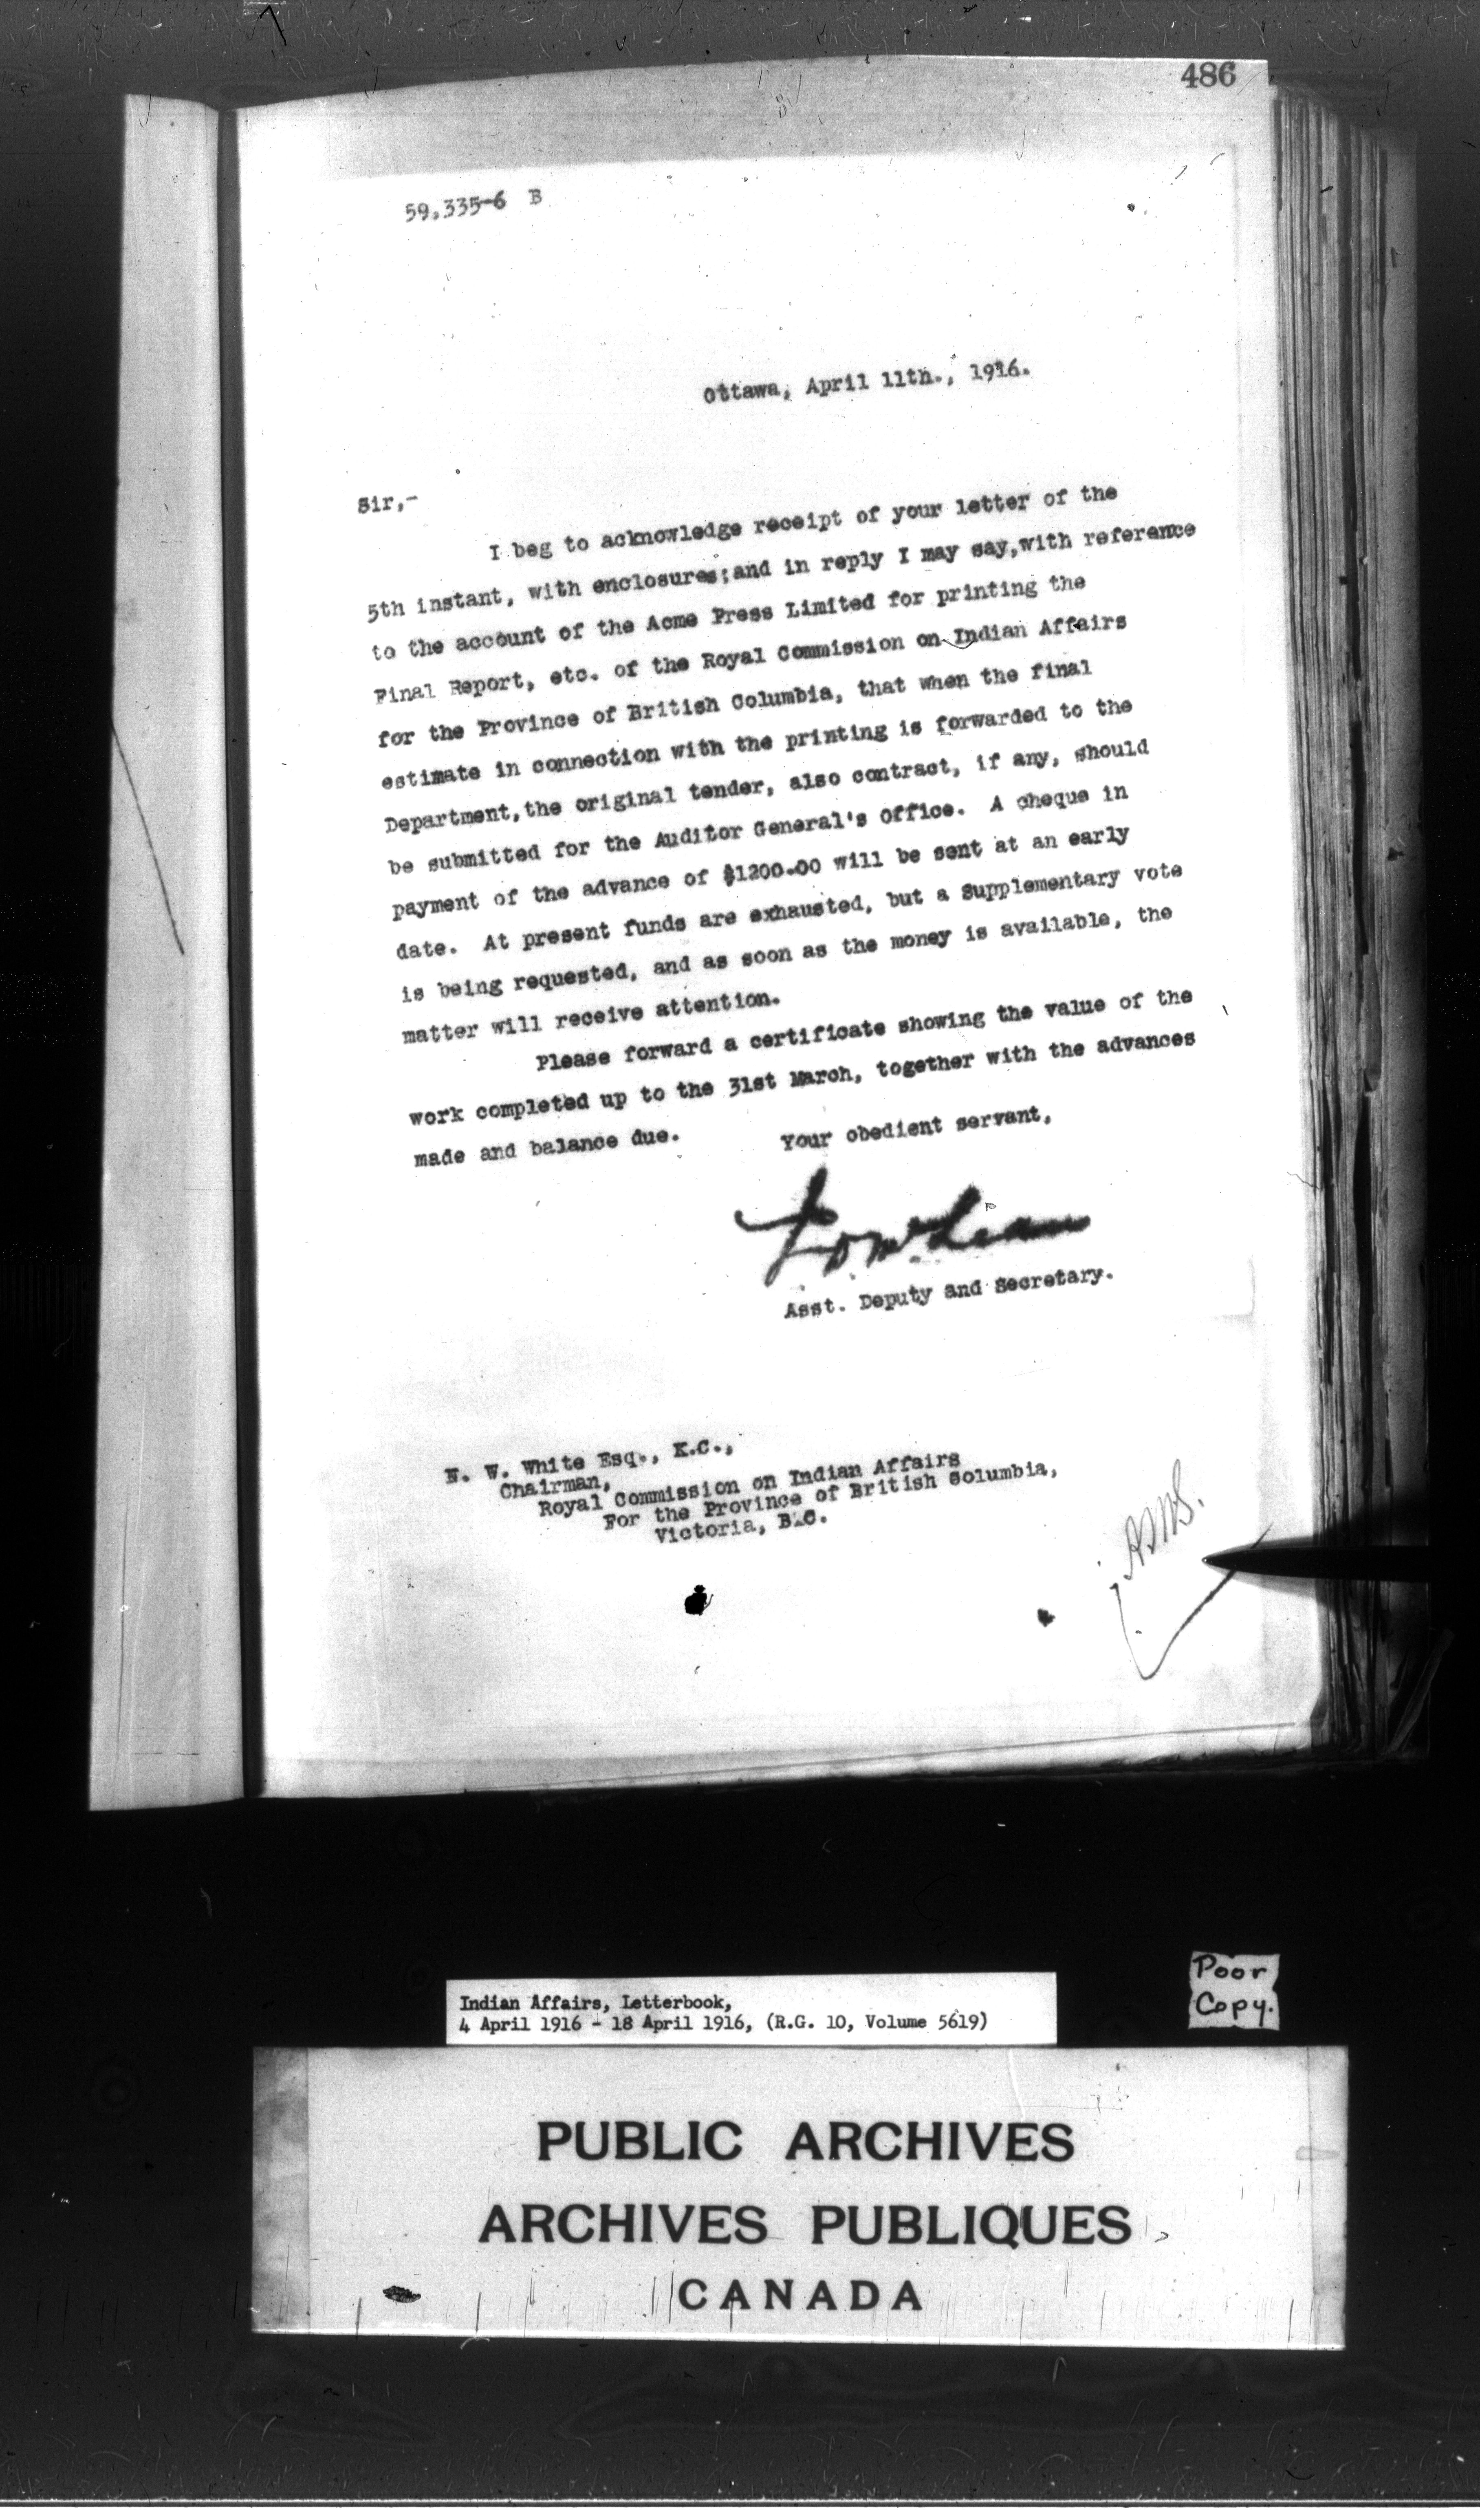 486
59,335-6 B
Ottawa, April 11th., 1916.
Sir,-
I beg to acknowledge receipt of your letter of the
5th instant, with enclosures;and in reply I may say,with reference
to the account of the Acme Press Limited for printing the
Final Report, etc. of the Royal Commission on Indian Affairs
for the Province of British Columbia, that when the final
estimate in connection with the printing is forwarded to the
Department,the original tender, also contract, if any, should
be submitted for the Auditor General's Office. A cheque in
payment of the advance of $1200.00 will be sent at an early
date. At present funds are exhausted, but a Supplementary vote
is being requested, and as soon as the money is available, the
matter will receive attention.
Please forward a certificate showing the value of the
work completed up to the 31st March, together with the advances
made and balance due.
Your obedient servant,
Asst. Deputy and Secretary.
N. W. White Esq., K.C.,
Chairman,
Royal Commission on Indian Affairs
For the Province of British Columbia,
Victoria, B.C.
Indian Affairs, Letterbook,
4 April 1916 - 18 April 1916, (R.G. 10, Volume 5619)
Poor
Copy.
PUBLIC ARCHIVES
ARCHIVES PUBLIQUES
CANADA